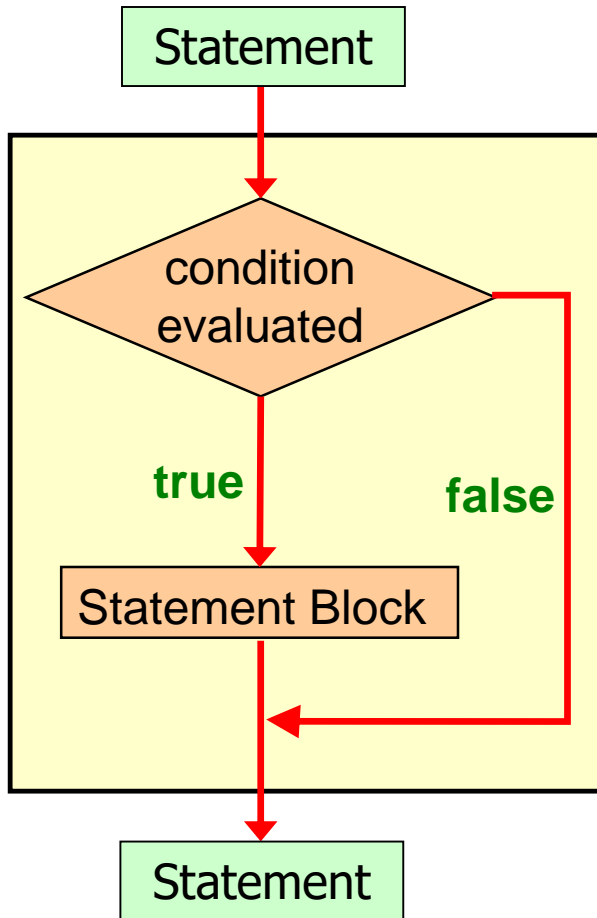 Statement
condition
evaluated
true
false
Statement Block
Statement